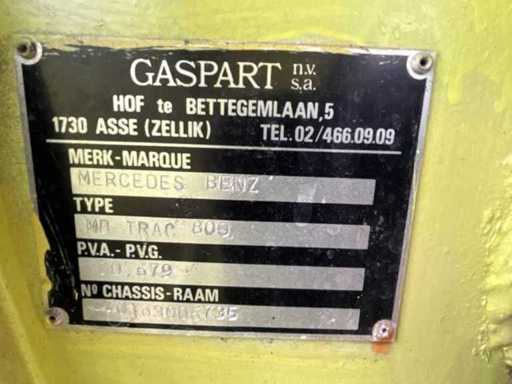 GASPART n.v. s.a.
HOF te BETTEGEMLAAN,5
1730 ASSE (ZELLIK) TEL. 02/466.09.09
MERK-MARQUE
MERCEDES BENZ
TYPE
TRAC 800
P.V.A.- P.V.G.
Nº CHASSIS-RAAM